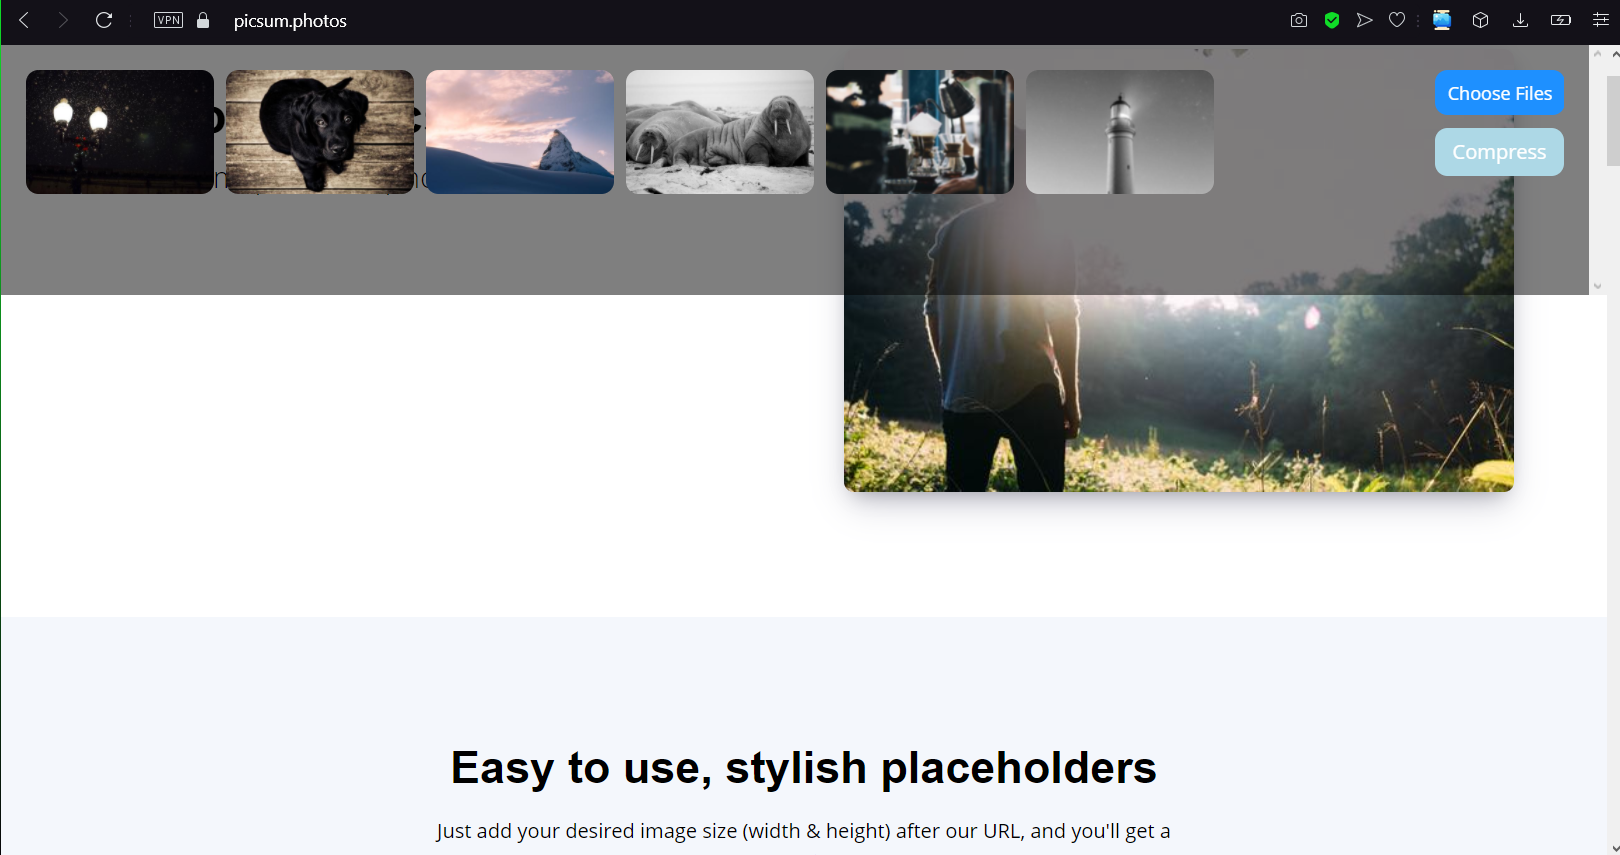 VPN
picsum.photos
Choose Files
Compress
Easy to use, stylish placeholders
Just add your desired image size (width & height) after our URL, and you'll get a